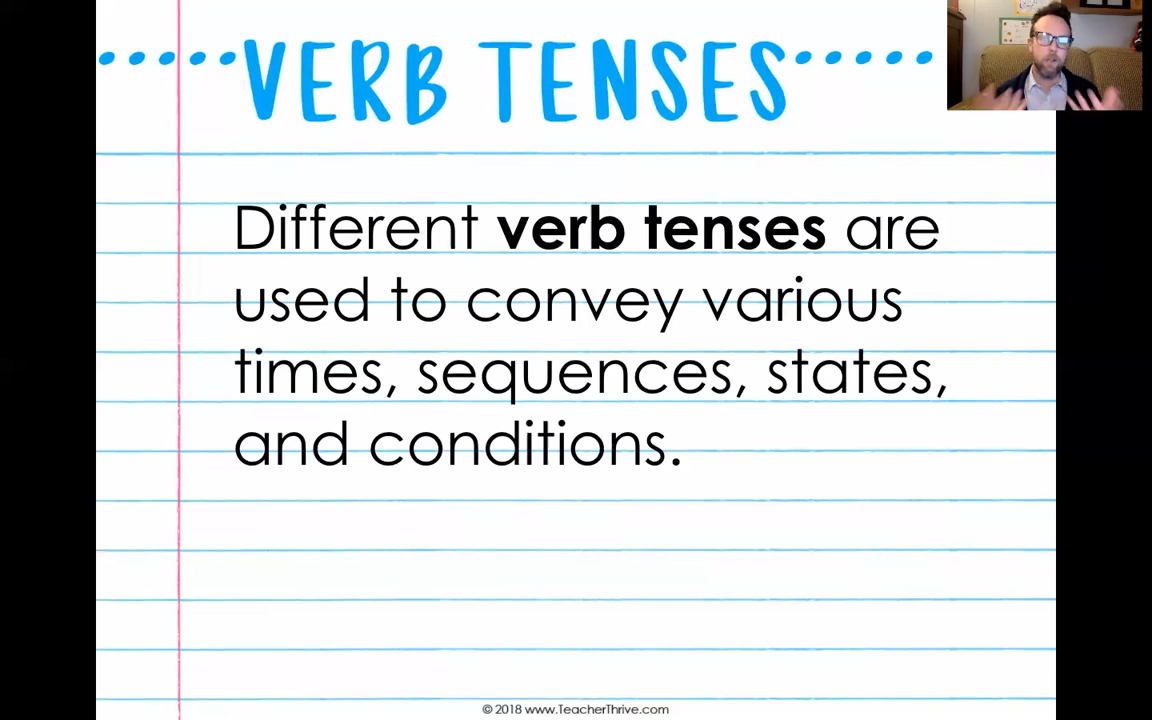 VERB TENSES
Different verb tenses are
used to convey various
times, sequences, states,
and conditions.
© 2018 www.TeacherThrive.com